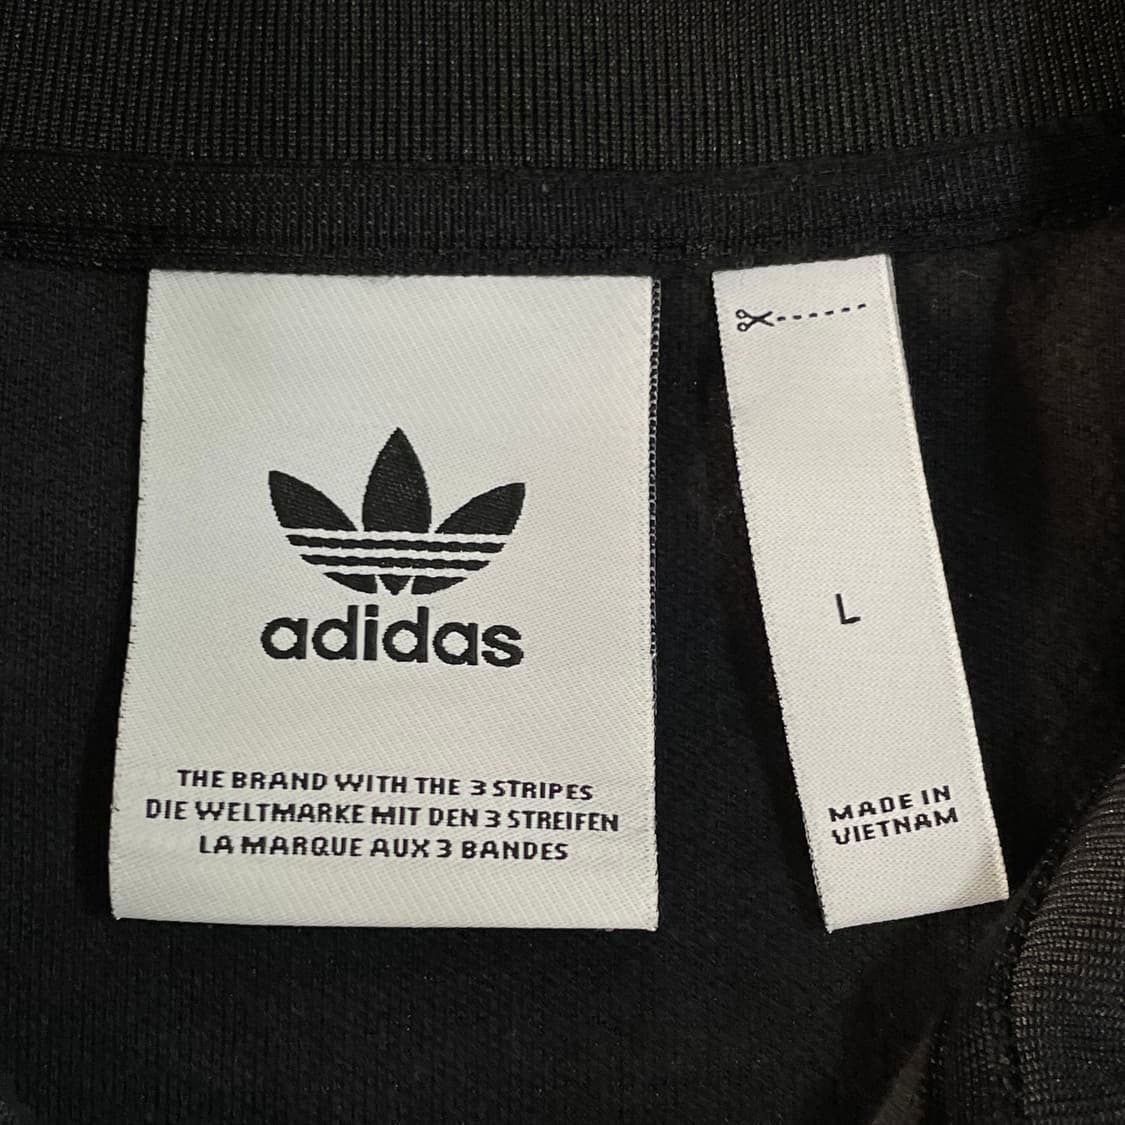 adidas
THE BRAND WITH THE 3 STRIPES
DIE WELTMARKE MIT DEN 3 STREIFEN
LA MARQUE AUX 3 BANDES
L
MADE IN
VIETNAM